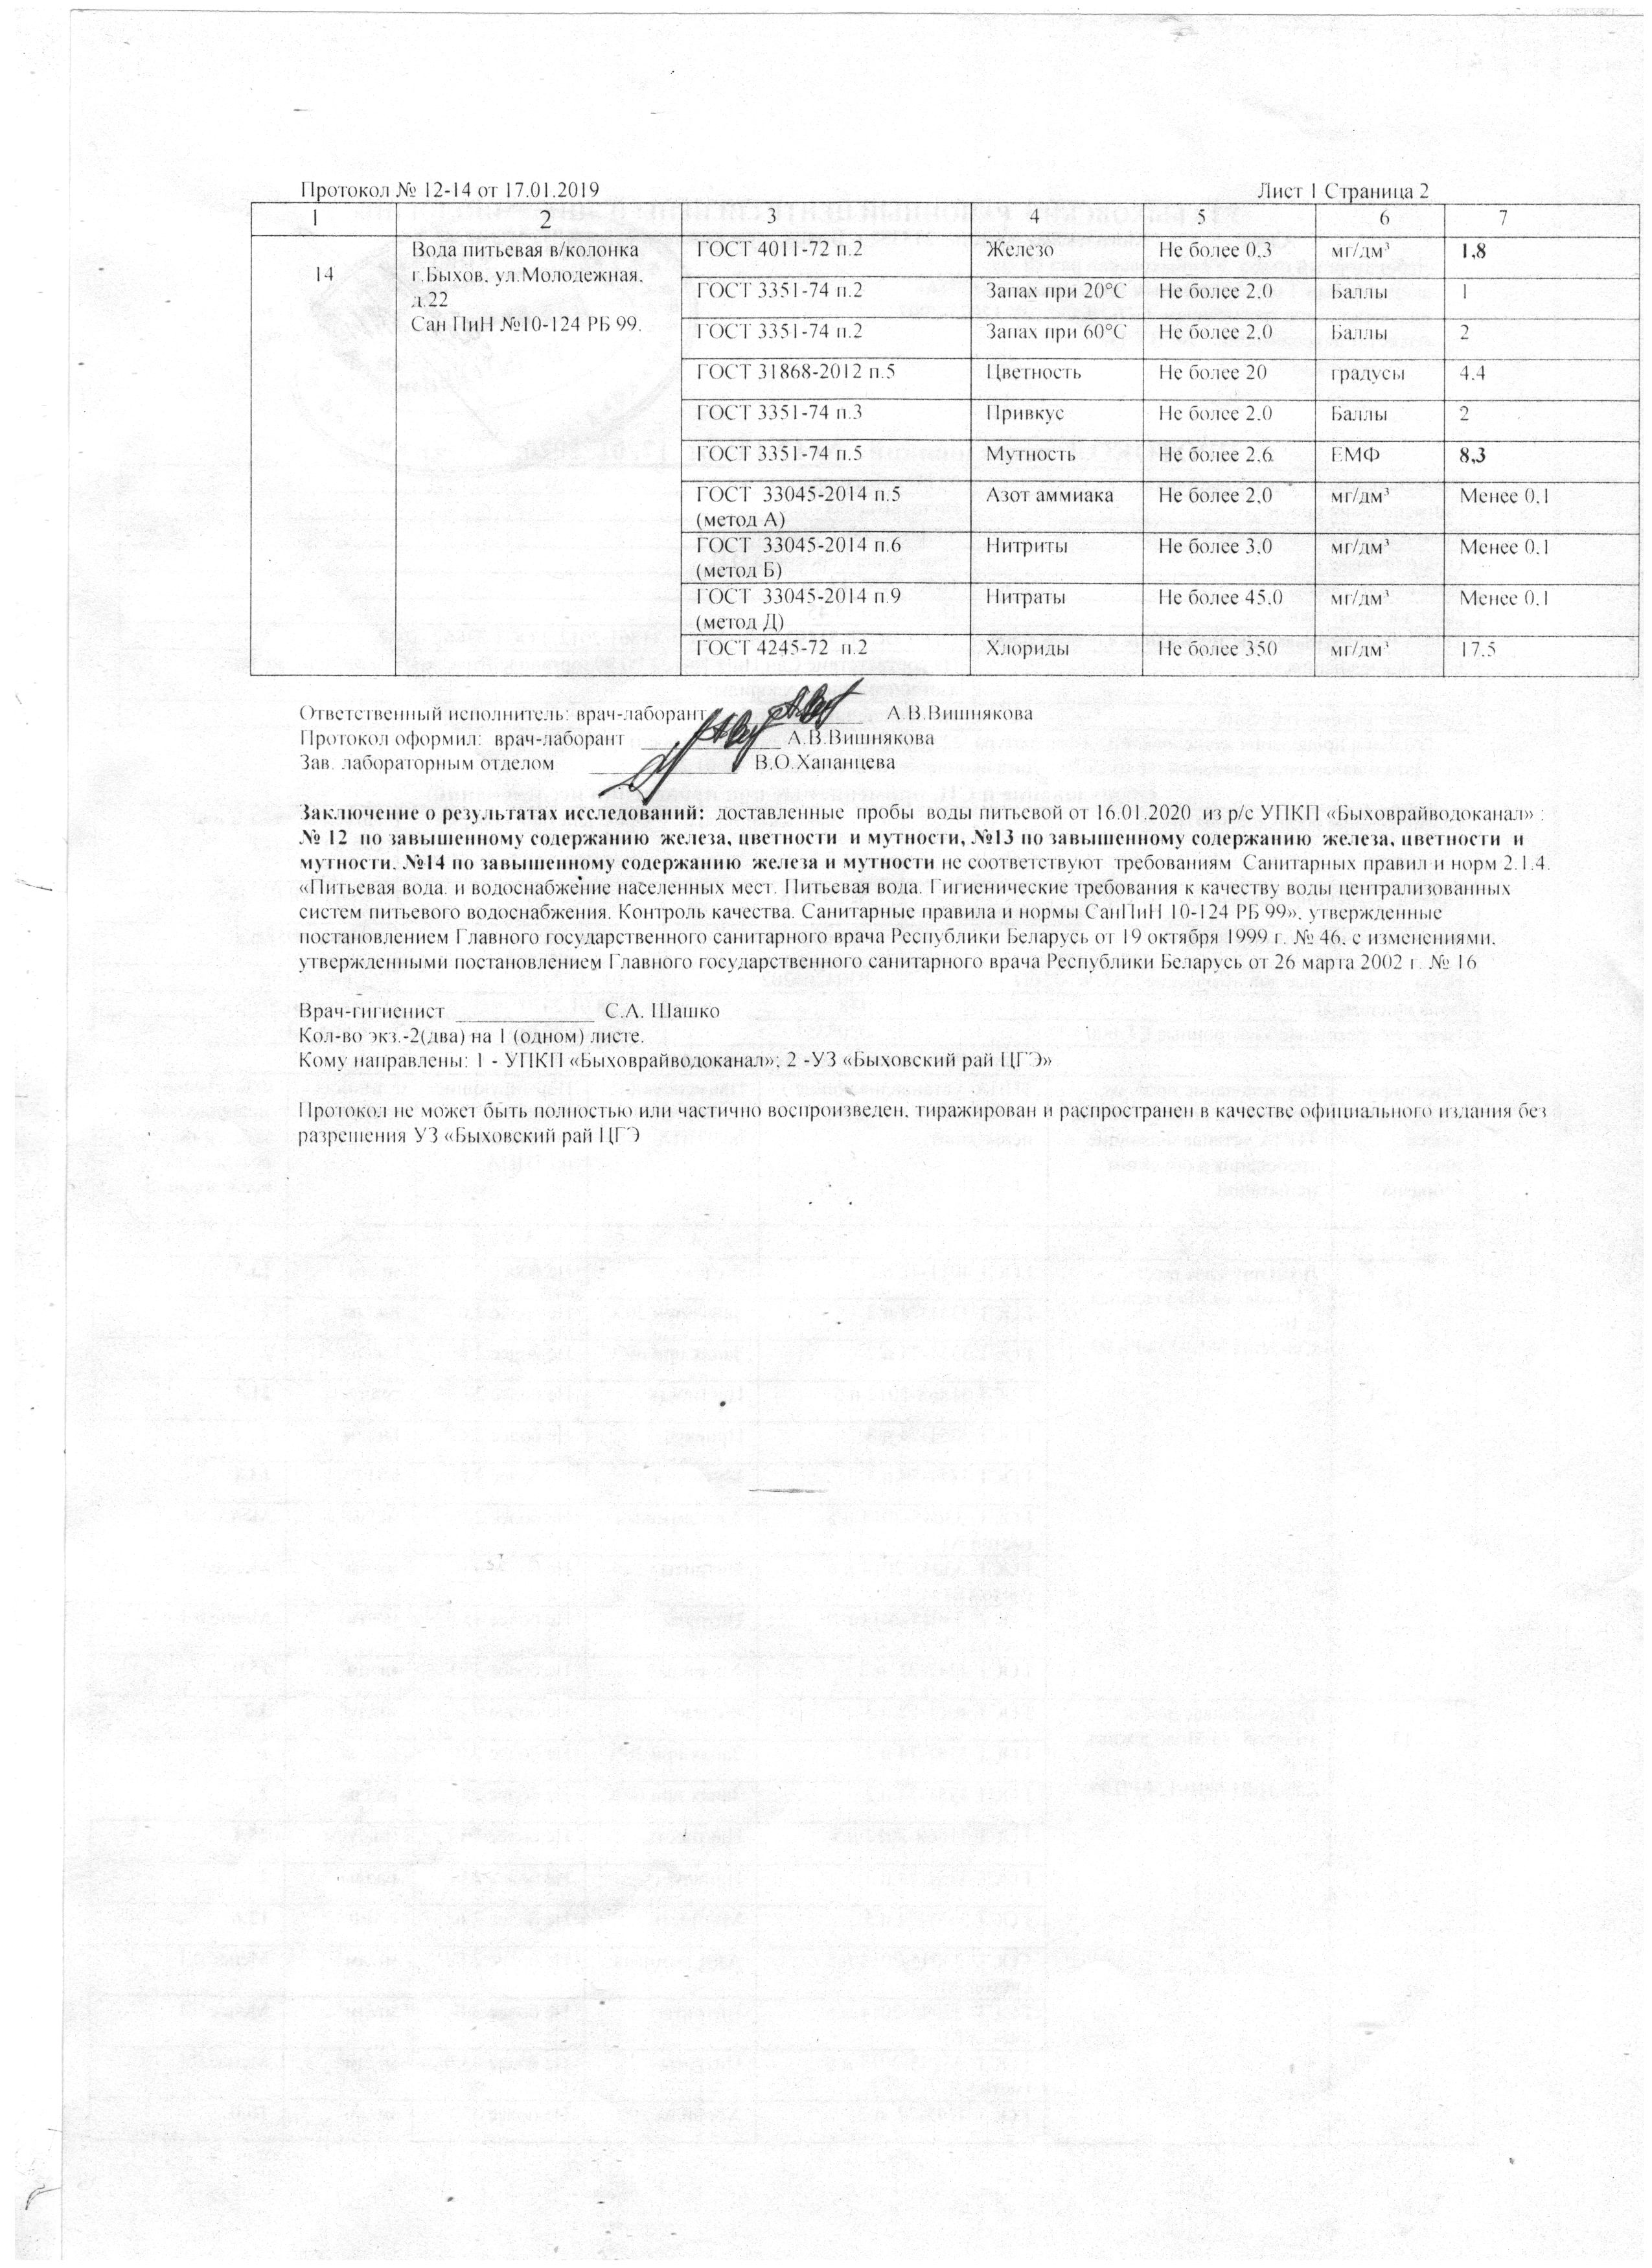 Протокол № 12-14 от 17.01.2019 Лист 1 Страница 2
1 2 3 4 5 6 7
14 Вода питьевая в/колонка г.Быхов, ул.Молодежная, д.22 Сан ПиН №10-124 РБ 99.
ГОСТ 4011-72 п.2 Железо Не более 0,3 мг/дм³ 1,8
ГОСТ 3351-74 п.2 Запах при 20°С Не более 2,0 Баллы 1
ГОСТ 3351-74 п.2 Запах при 60°С Не более 2,0 Баллы 2
ГОСТ 31868-2012 п.5 Цветность Не более 20 градусы 4,4
ГОСТ 3351-74 п.3 Привкус Не более 2,0 Баллы 2
ГОСТ 3351-74 п.5 Мутность Не более 2,6 ЕМФ 8,3
ГОСТ 33045-2014 п.5 (метод А) Азот аммиака Не более 2,0 мг/дм³ Менее 0,1
ГОСТ 33045-2014 п.6 (метод Б) Нитриты Не более 3,0 мг/дм³ Менее 0,1
ГОСТ 33045-2014 п.9 (метод Д) Нитраты Не более 45,0 мг/дм³ Менее 0,1
ГОСТ 4245-72 п.2 Хлориды Не более 350 мг/дм³ 17,5
Ответственный исполнитель: врач-лаборант А.В.Вишнякова
Протокол оформил: врач-лаборант А.В.Вишнякова
Зав. лабораторным отделом В.О.Хапанцева
Заключение о результатах исследований: доставленные пробы воды питьевой от 16.01.2020 из р/с УПКП «Быховрайводоканал» :
№ 12 по завышенному содержанию железа, цветности и мутности, №13 по завышенному содержанию железа, цветности и
мутности. №14 по завышенному содержанию железа и мутности не соответствуют требованиям Санитарных правил и норм 2.1.4.
«Питьевая вода. и водоснабжение населенных мест. Питьевая вода. Гигиенические требования к качеству воды централизованных
систем питьевого водоснабжения. Контроль качества. Санитарные правила и нормы СанПиН 10-124 РБ 99», утвержденные
постановлением Главного государственного санитарного врача Республики Беларусь от 19 октября 1999 г. № 46, с изменениями,
утвержденными постановлением Главного государственного санитарного врача Республики Беларусь от 26 марта 2002 г. № 16
Врач-гигиенист ______________ С.А. Шашко
Кол-во экз.-2(два) на 1 (одном) листе.
Кому направлены: 1 - УПКП «Быховрайводоканал»; 2 -УЗ «Быховский рай ЦГЭ»
Протокол не может быть полностью или частично воспроизведен, тиражирован и распространен в качестве официального издания без
разрешения УЗ «Быховский рай ЦГЭ